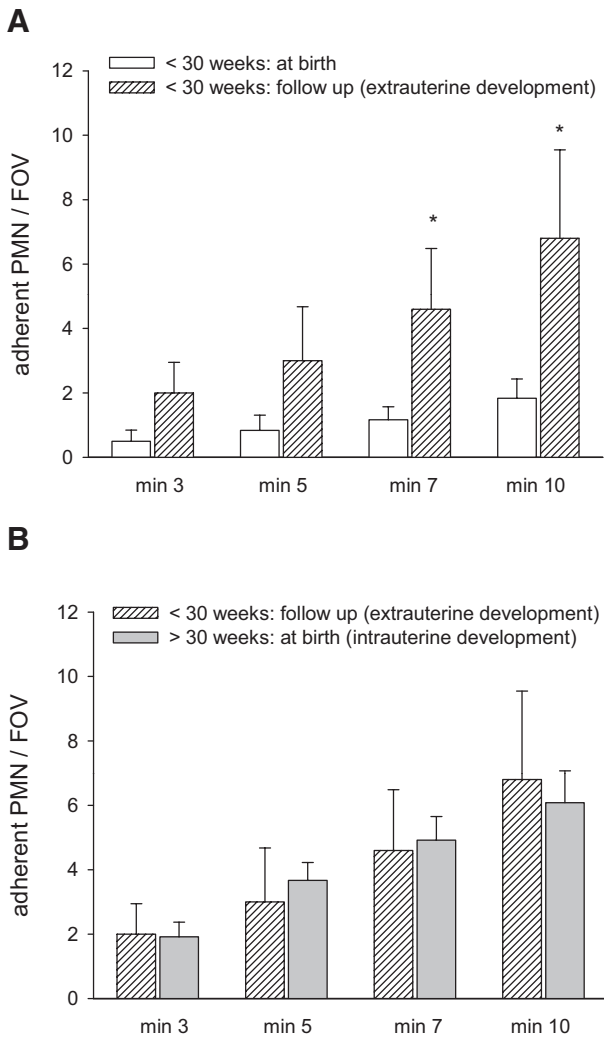 A
< 30 weeks: at birth
< 30 weeks: follow up (extrauterine development)
adherent PMN / FOV
12
10
*
8
*
6
4
2
0
min 3 min 5 min 7 min 10
B
< 30 weeks: follow up (extrauterine development)
> 30 weeks: at birth (intrauterine development)
adherent PMN / FOV
12
10
8
6
4
2
0
min 3 min 5 min 7 min 10